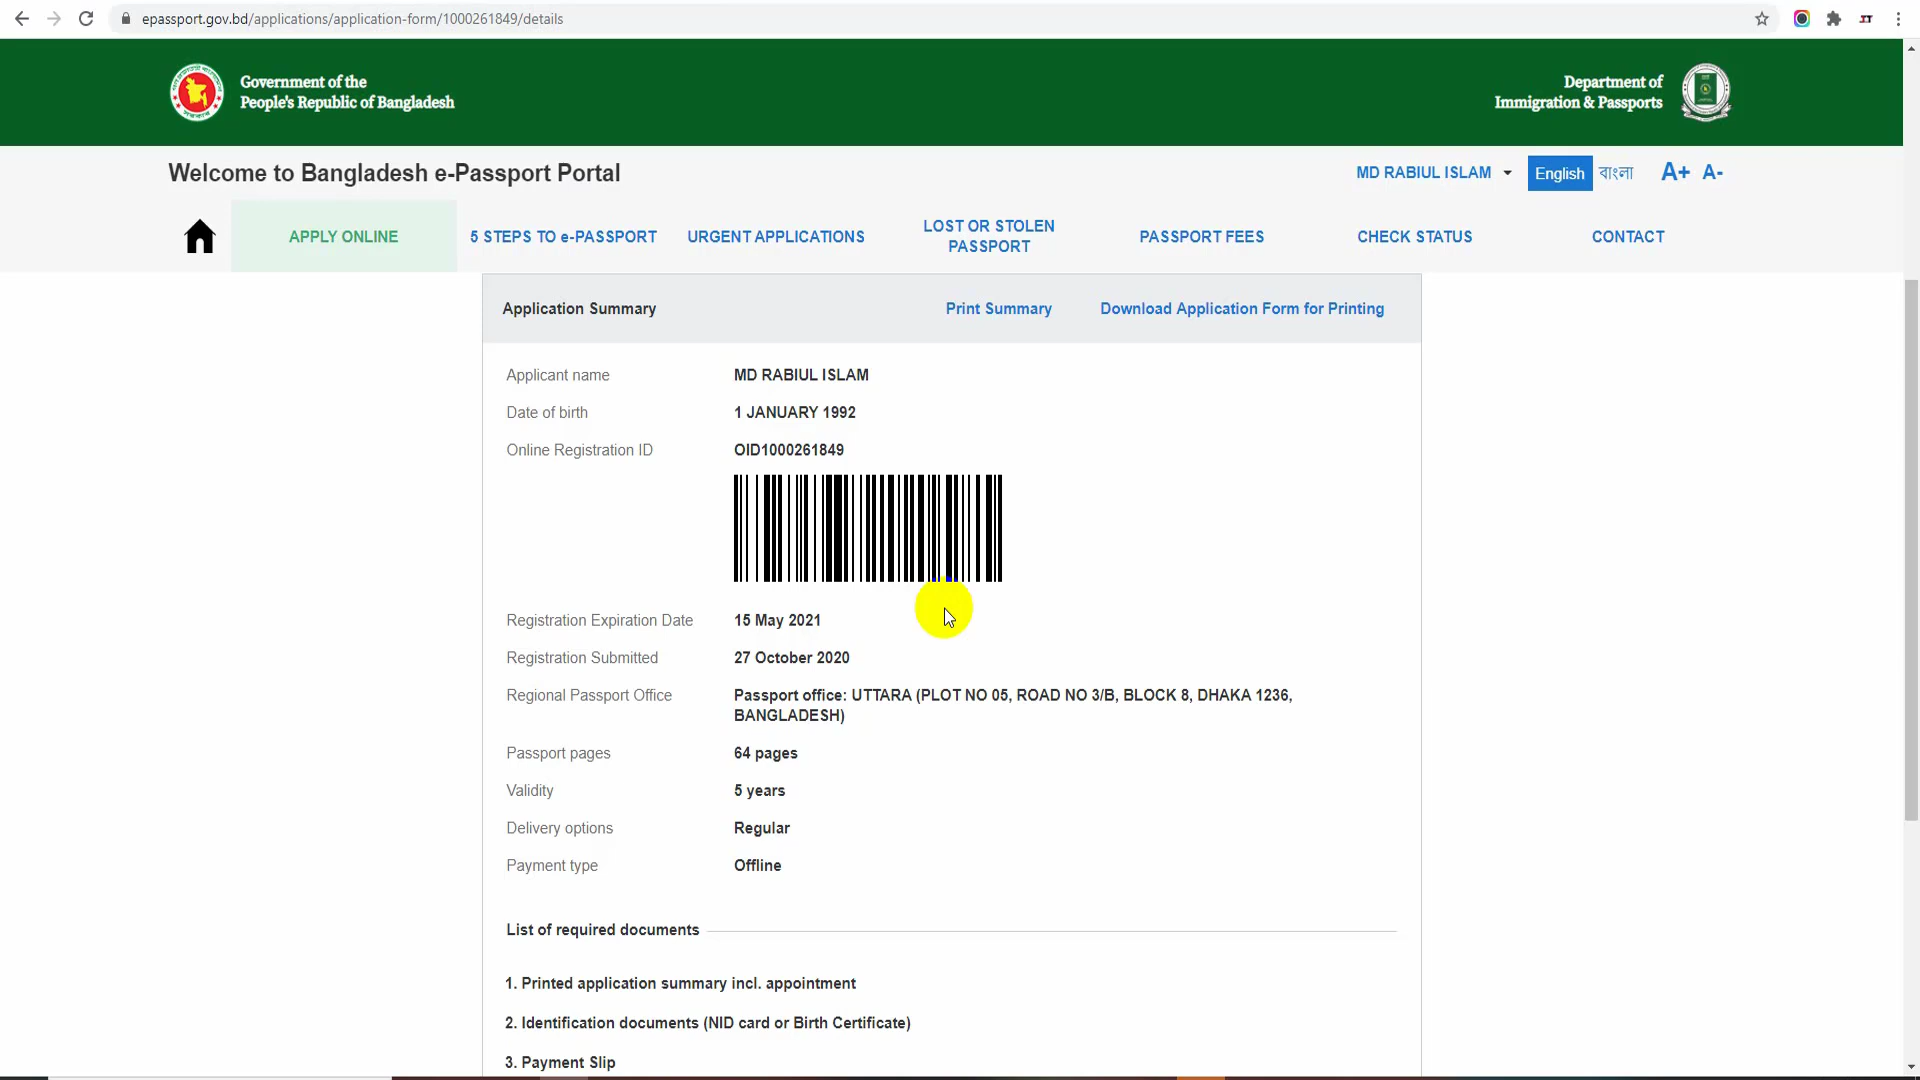 epassport.gov.bd/applications/application-form/1000261849/details
Government of the
People's Republic of Bangladesh
Department of
Immigration & Passports
Welcome to Bangladesh e-Passport Portal
MD RABIUL ISLAM
English
বাংলা
A+ A-
APPLY ONLINE
5 STEPS TO e-PASSPORT
URGENT APPLICATIONS
LOST OR STOLEN
PASSPORT
PASSPORT FEES
CHECK STATUS
CONTACT
Application Summary
Print Summary
Download Application Form for Printing
Applicant name MD RABIUL ISLAM
Date of birth 1 JANUARY 1992
Online Registration ID OID1000261849
Registration Expiration Date 15 May 2021
Registration Submitted 27 October 2020
Regional Passport Office Passport office: UTTARA (PLOT NO 05, ROAD NO 3/B, BLOCK 8, DHAKA 1236,
BANGLADESH)
Passport pages 64 pages
Validity 5 years
Delivery options Regular
Payment type Offline
List of required documents
1. Printed application summary incl. appointment
2. Identification documents (NID card or Birth Certificate)
3. Payment Slip